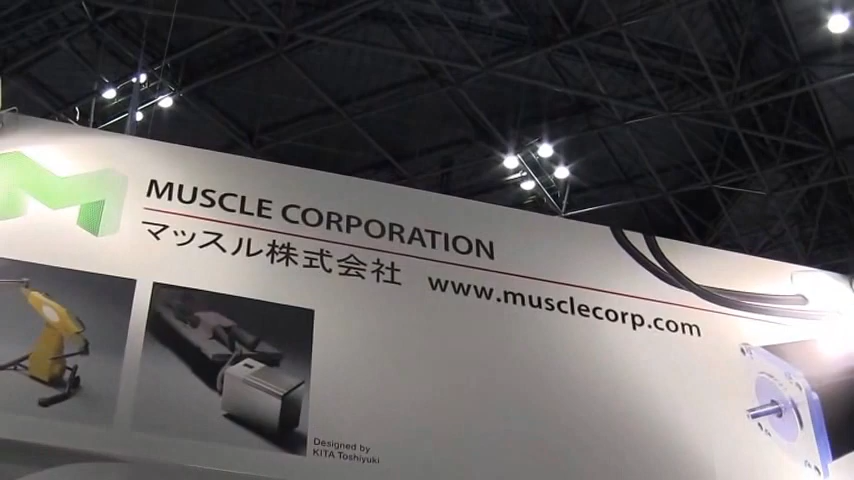 MUSCLE CORPORATION
マッスル株式会社
www.musclecorp.com
Designed by
KITA Toshiyuki